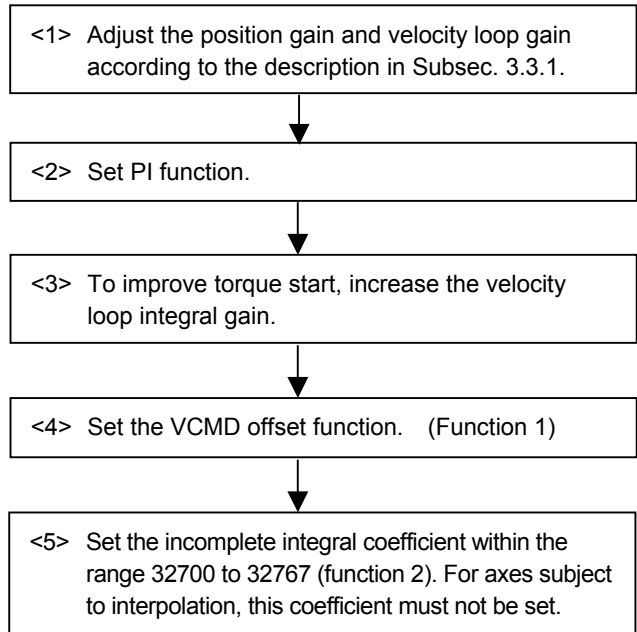 <1> Adjust the position gain and velocity loop gain
according to the description in Subsec. 3.3.1.
<2> Set PI function.
<3> To improve torque start, increase the velocity
loop integral gain.
<4> Set the VCMD offset function. (Function 1)
<5> Set the incomplete integral coefficient within the
range 32700 to 32767 (function 2). For axes subject
to interpolation, this coefficient must not be set.